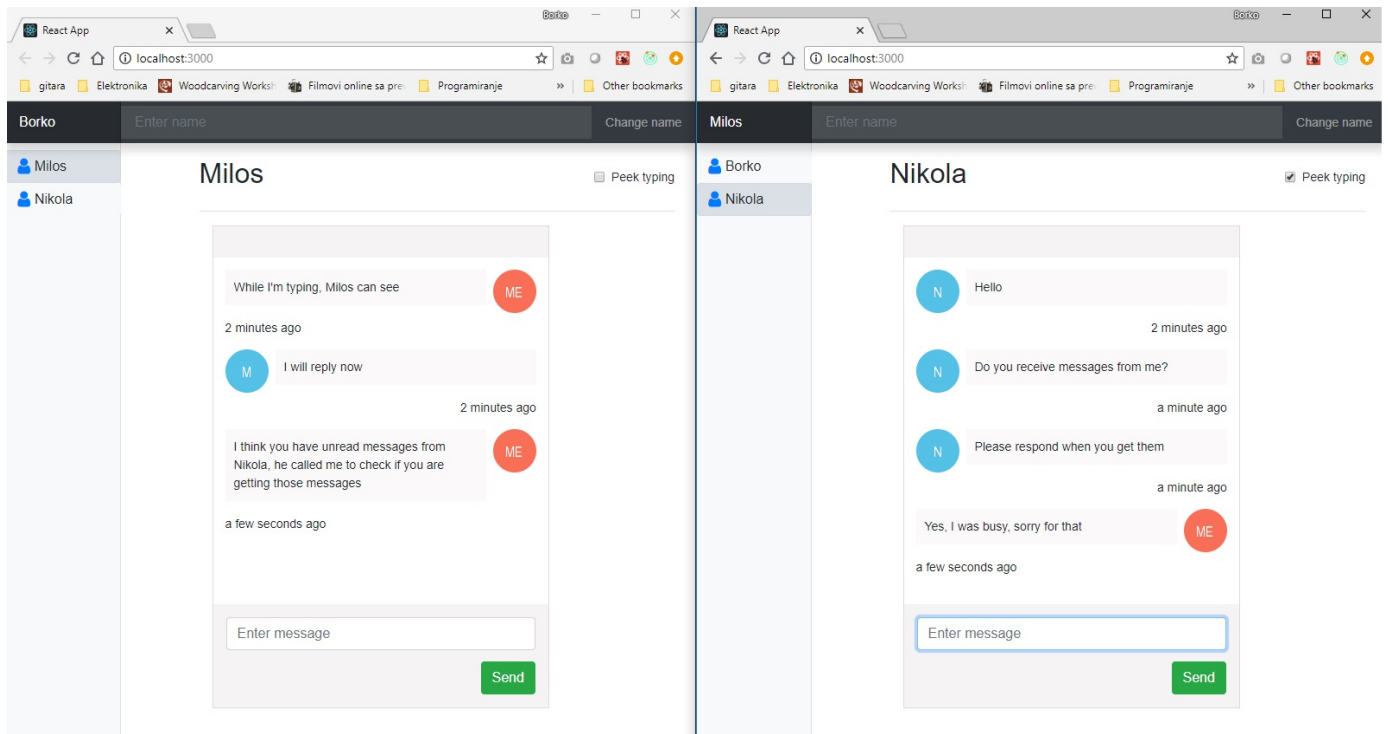 Borko
React App
localhost:3000
gitara Elektronika Woodcarving Worksh Filmovi online sa prev Programiranje » Other bookmarks
Borko Enter name Change name
Milos
Nikola
Milos
Peek typing
While I'm typing, Milos can see
ME
2 minutes ago
M
I will reply now
2 minutes ago
I think you have unread messages from
Nikola, he called me to check if you are
getting those messages
ME
a few seconds ago
Enter message
Send
Borko
React App
localhost:3000
gitara Elektronika Woodcarving Worksh Filmovi online sa prev Programiranje » Other bookmarks
Milos Enter name Change name
Borko
Nikola
Nikola
Peek typing
N
Hello
2 minutes ago
N
Do you receive messages from me?
a minute ago
N
Please respond when you get them
a minute ago
Yes, I was busy, sorry for that
ME
a few seconds ago
Enter message
Send